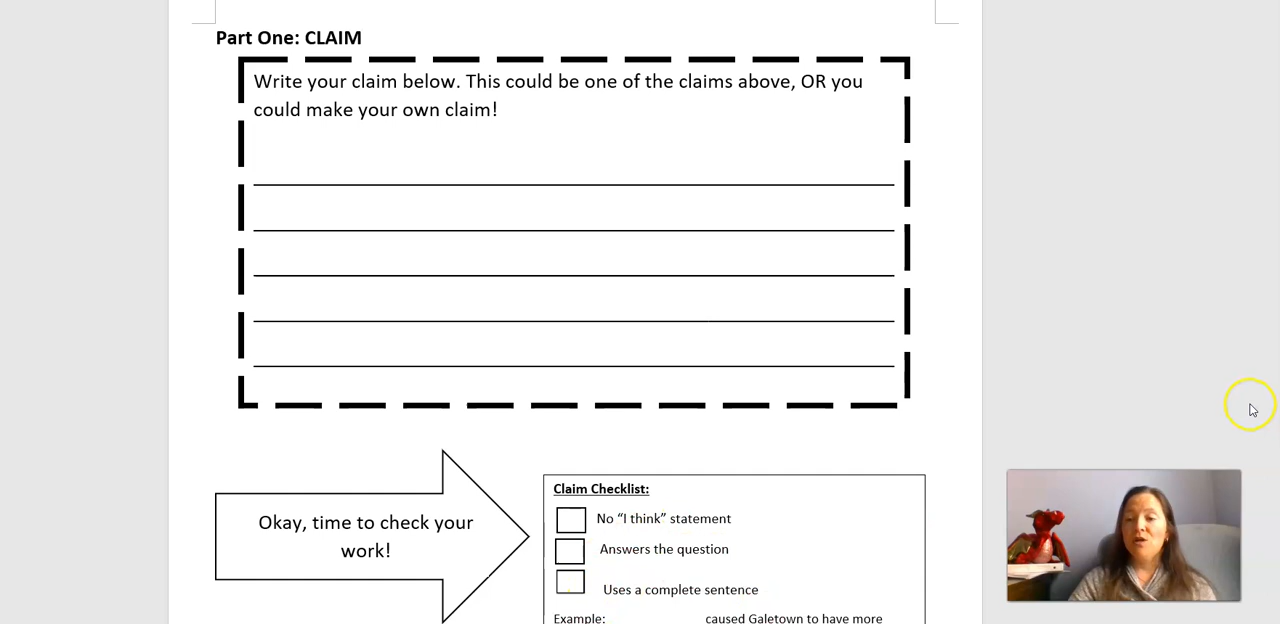 Part One: CLAIM
Write your claim below. This could be one of the claims above, OR you
could make your own claim!
Okay, time to check your
work!
Claim Checklist:
No “I think” statement
Answers the question
Uses a complete sentence
Example: ________________ caused Galetown to have more